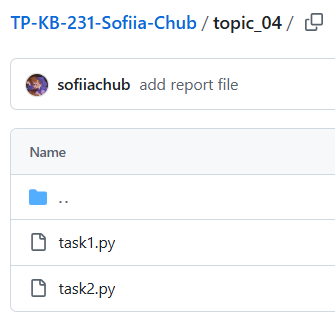 TP-KB-231-Sofiia-Chub / topic_04 /
sofiiachub add report file
Name
..
task1.py
task2.py